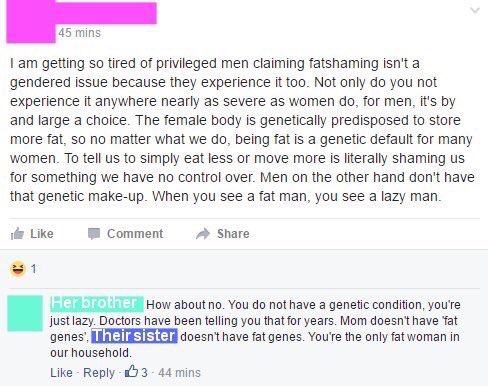 45 mins
I am getting so tired of privileged men claiming fatshaming isn't a
gendered issue because they experience it too. Not only do you not
experience it anywhere nearly as severe as women do, for men, it's by
and large a choice. The female body is genetically predisposed to store
more fat, so no matter what we do, being fat is a genetic default for many
women. To tell us to simply eat less or move more is literally shaming us
for something we have no control over. Men on the other hand don't have
that genetic make-up. When you see a fat man, you see a lazy man.
Like Comment Share
1
Her brother How about no. You do not have a genetic condition, you're
just lazy. Doctors have been telling you that for years. Mom doesn't have 'fat
genes', Their sister doesn't have fat genes. You're the only fat woman in
our household.
Like · Reply · 3 · 44 mins